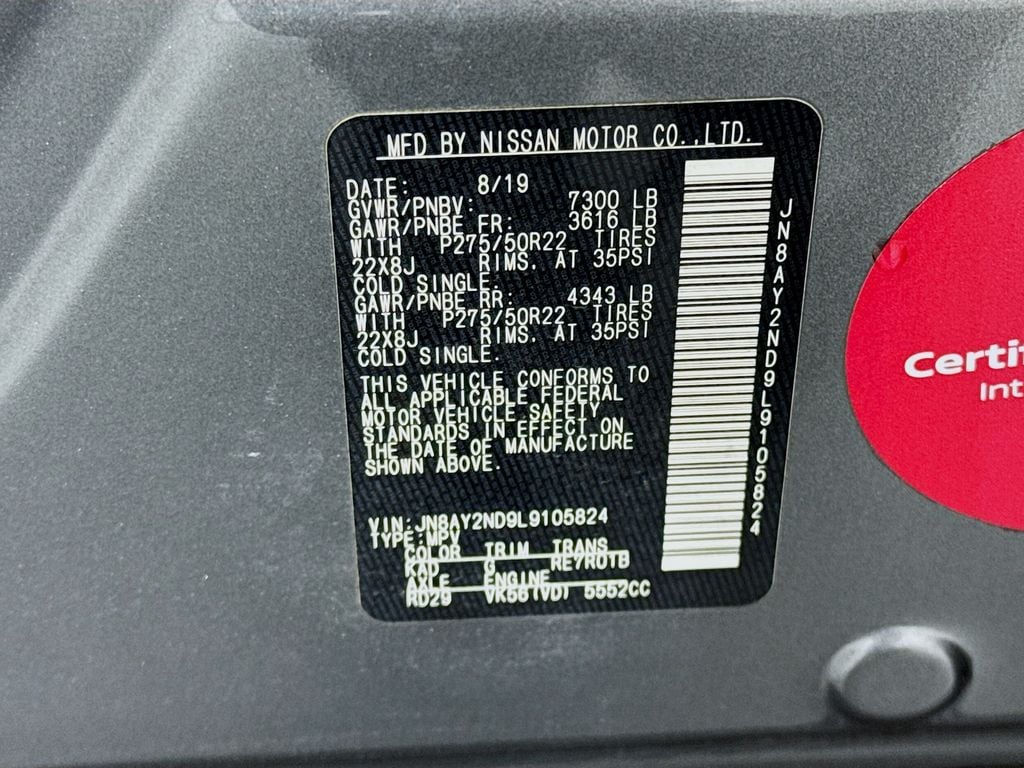 MFD BY NISSAN MOTOR CO.,LTD.
DATE: 8/19
GVWR/PNBV: 7300 LB
GAWR/PNBE FR: 3616 LB
WITH P275/50R22 TIRES
22X8J RIMS. AT 35PSI
COLD SINGLE.
GAWR/PNBE RR: 4343 LB
WITH P275/50R22 TIRES
22X8J RIMS. AT 35PSI
COLD SINGLE.
THIS VEHICLE CONFORMS TO
ALL APPLICABLE FEDERAL
MOTOR VEHICLE SAFETY
STANDARDS IN EFFECT ON
THE DATE OF MANUFACTURE
SHOWN ABOVE.
VIN:JN8AY2ND9L9105824
TYPE:MPV
COLOR TRIM TRANS
KAD G RE7R01B
AXLE ENGINE
RD29 VK56(VD) 5552CC
JN8AY2ND9L9105824
Certif
Int